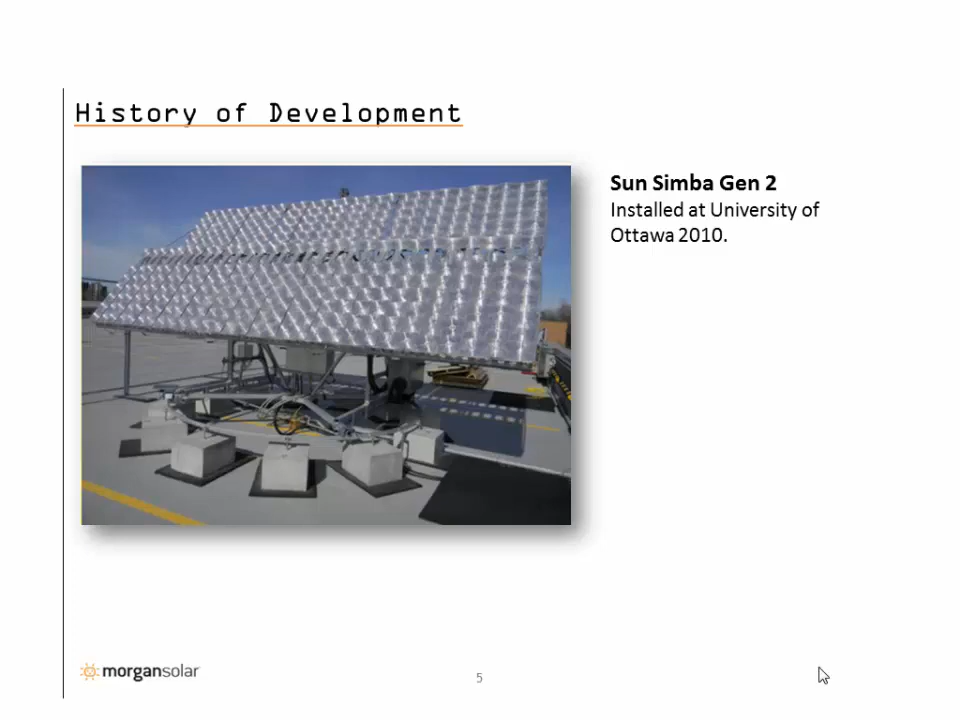 History of Development
Sun Simba Gen 2
Installed at University of
Ottawa 2010.
morgansolar
5